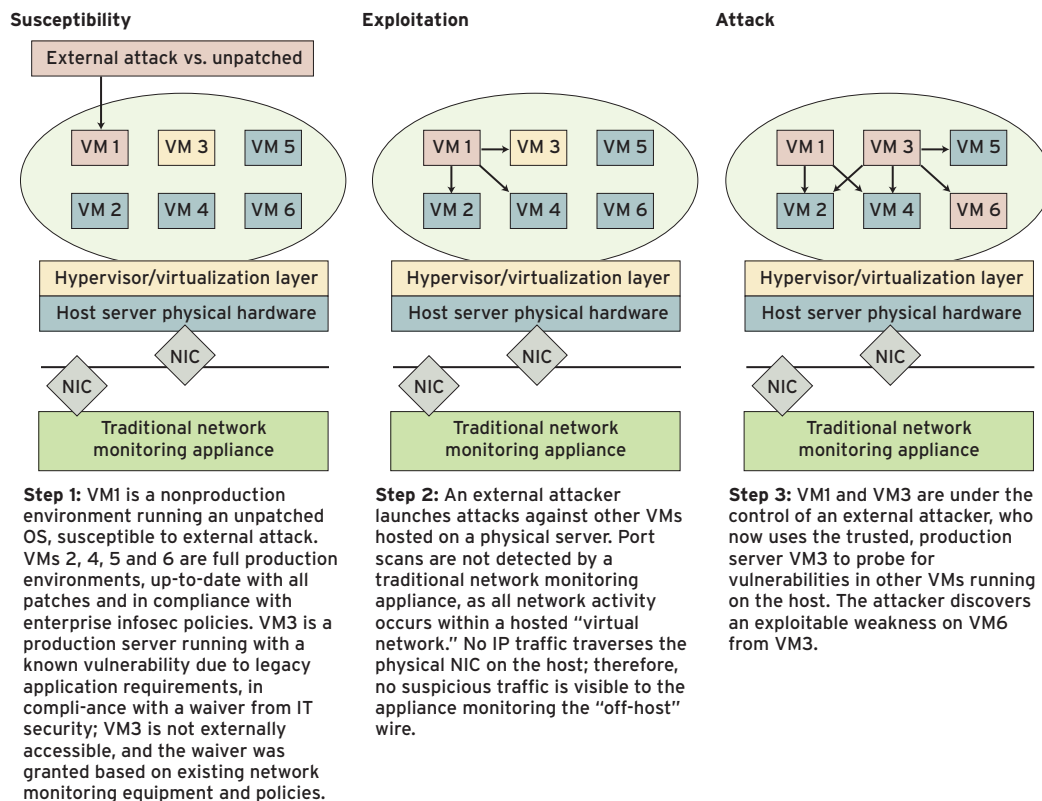 Susceptibility
External attack vs. unpatched
VM 1
VM 3
VM 5
VM 2
VM 4
VM 6
Hypervisor/virtualization layer
Host server physical hardware
NIC
NIC
Traditional network
monitoring appliance
Step 1: VM1 is a nonproduction
environment running an unpatched
OS, susceptible to external attack.
VMs 2, 4, 5 and 6 are full production
environments, up-to-date with all
patches and in compliance with
enterprise infosec policies. VM3 is a
production server running with a
known vulnerability due to legacy
application requirements, in
compli-ance with a waiver from IT
security; VM3 is not externally
accessible, and the waiver was
granted based on existing network
monitoring equipment and policies.
Exploitation
VM 1
VM 3
VM 5
VM 2
VM 4
VM 6
Hypervisor/virtualization layer
Host server physical hardware
NIC
NIC
Traditional network
monitoring appliance
Step 2: An external attacker
launches attacks against other VMs
hosted on a physical server. Port
scans are not detected by a
traditional network monitoring
appliance, as all network activity
occurs within a hosted “virtual
network.” No IP traffic traverses the
physical NIC on the host; therefore,
no suspicious traffic is visible to the
appliance monitoring the “off-host”
wire.
Attack
VM 1
VM 3
VM 5
VM 2
VM 4
VM 6
Hypervisor/virtualization layer
Host server physical hardware
NIC
NIC
Traditional network
monitoring appliance
Step 3: VM1 and VM3 are under the
control of an external attacker, who
now uses the trusted, production
server VM3 to probe for
vulnerabilities in other VMs running
on the host. The attacker discovers
an exploitable weakness on VM6
from VM3.